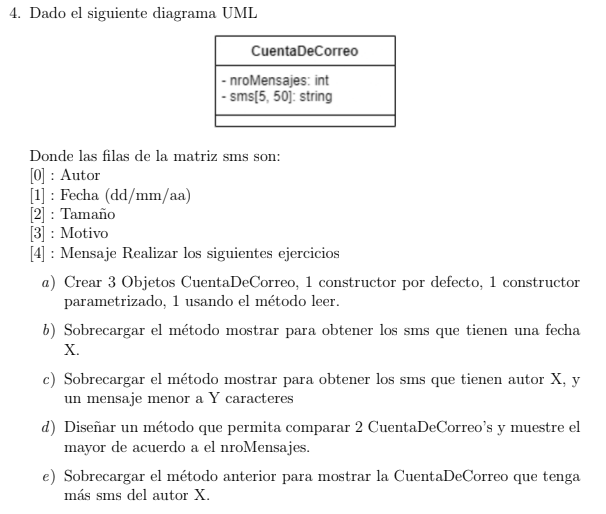 4. Dado el siguiente diagrama UML
CuentaDeCorreo
- nroMensajes: int
- sms[5, 50]: string
Donde las filas de la matriz sms son:
[0] : Autor
[1] : Fecha (dd/mm/aa)
[2] : Tamaño
[3] : Motivo
[4] : Mensaje Realizar los siguientes ejercicios
a) Crear 3 Objetos CuentaDeCorreo, 1 constructor por defecto, 1 constructor
parametrizado, 1 usando el método leer.
b) Sobrecargar el método mostrar para obtener los sms que tienen una fecha
X.
c) Sobrecargar el método mostrar para obtener los sms que tienen autor X, y
un mensaje menor a Y caracteres
d) Diseñar un método que permita comparar 2 CuentaDeCorreo's y muestre el
mayor de acuerdo a el nroMensajes.
e) Sobrecargar el método anterior para mostrar la CuentaDeCorreo que tenga
más sms del autor X.